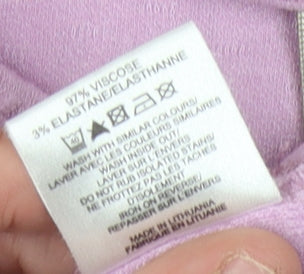 97% VISCOSE
3% ELASTANE/ELASTHANNE
WASH WITH SIMILAR COLOURS/
LAVER AVEC LES COULEURS SIMILAIRES
WASH INSIDE OUT/
LAVER SUR L'ENVERS
DO NOT RUB ISOLATED STAINS/
NE FROTTEZ PAS LES TACHES
D'ISOLEMENT
IRON ON REVERSE/
REPASSER SUR L'ENVERS
MADE IN LITHUANIA
FABRIQUE EN LITUANIE